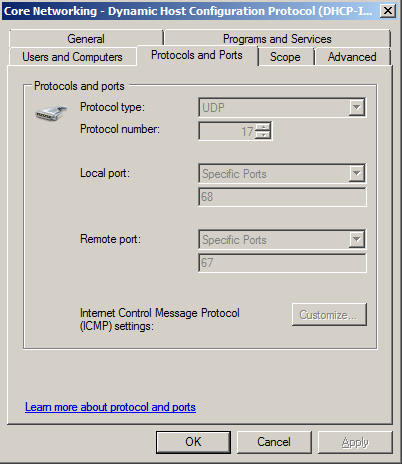 Core Networking - Dynamic Host Configuration Protocol (DHCP-I...
General
Programs and Services
Users and Computers
Protocols and Ports
Scope
Advanced
Protocols and ports
Protocol type:
UDP
Protocol number:
17
Local port:
Specific Ports
68
Remote port:
Specific Ports
67
Internet Control Message Protocol
(ICMP) settings:
Customize...
Learn more about protocol and ports
OK
Cancel
Apply